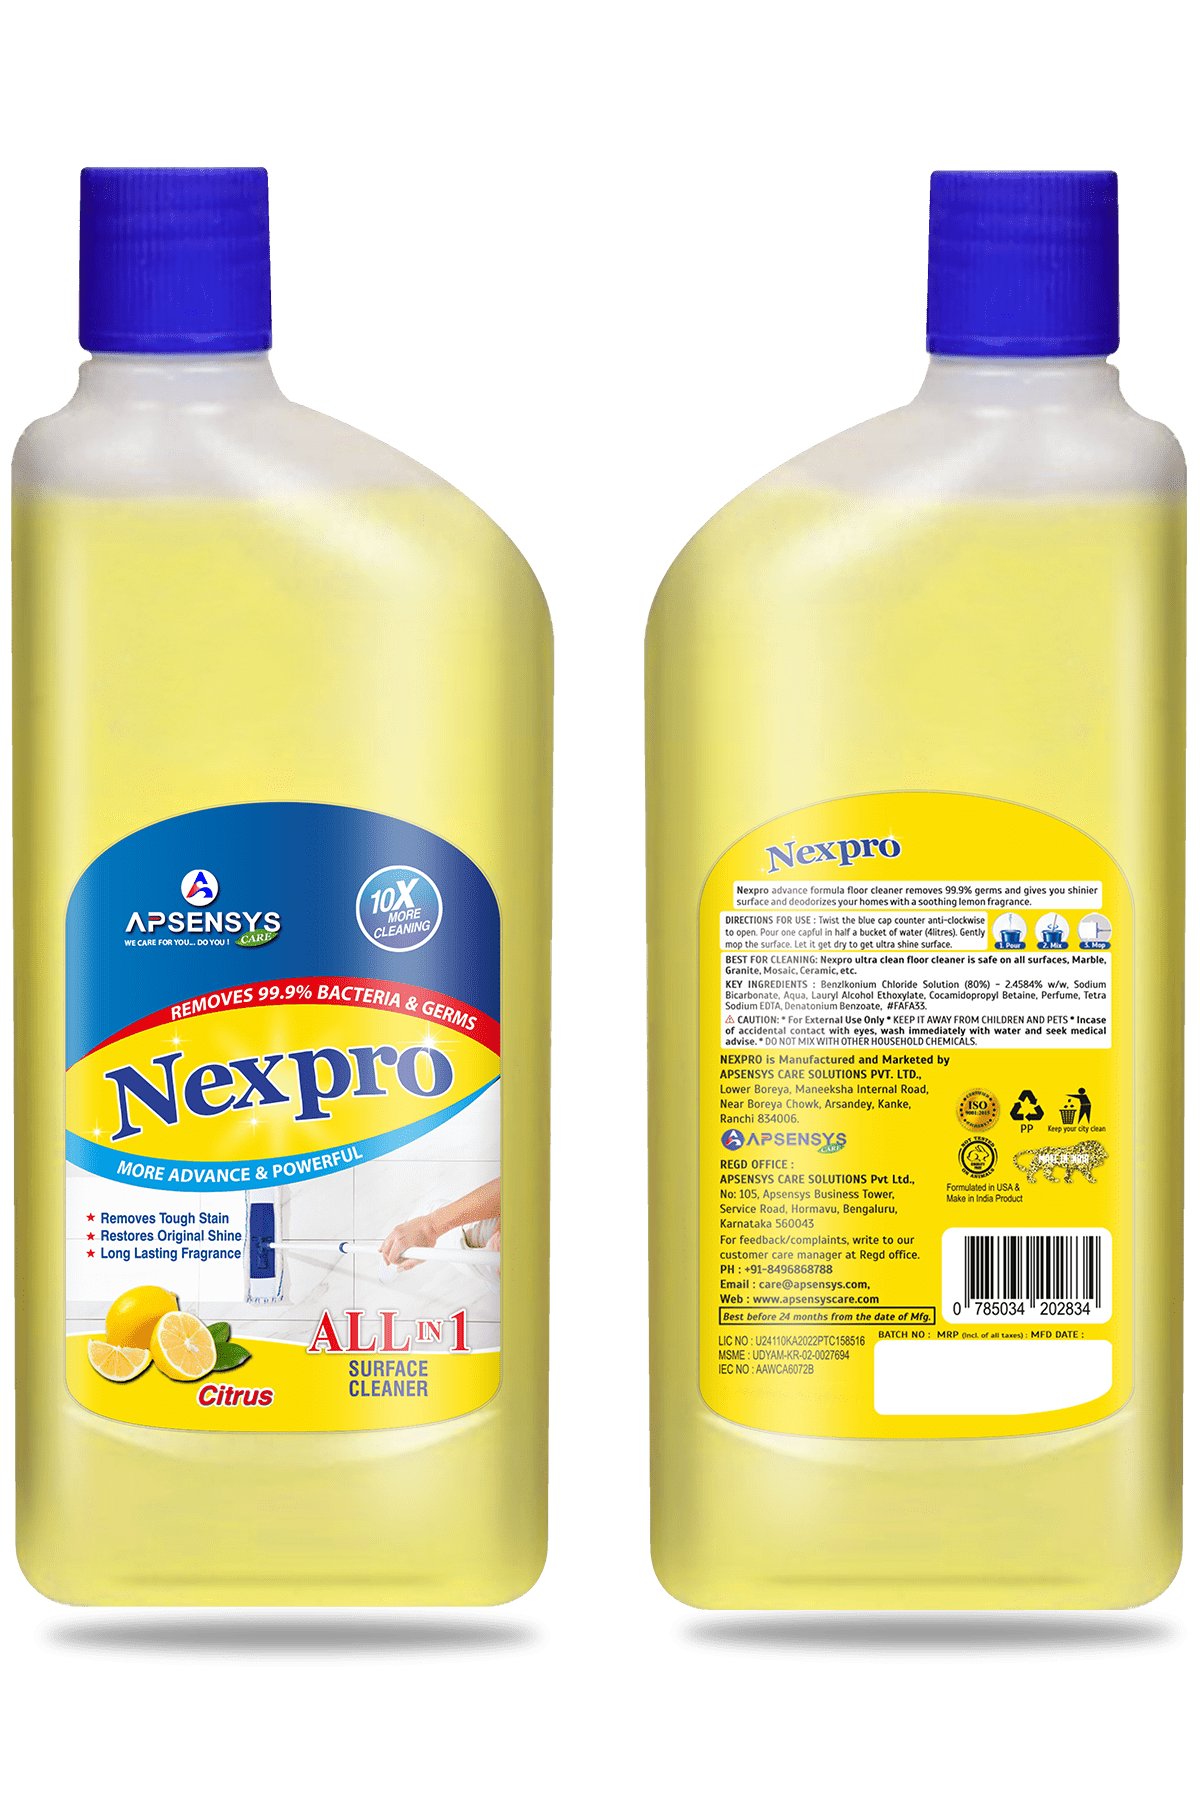 APSENSYS
CARE
WE CARE FOR YOU... DO YOU !
10X
MORE
CLEANING
REMOVES 99.9% BACTERIA & GERMS
Nexpro
MORE ADVANCE & POWERFUL
★ Removes Tough Stain
★ Restores Original Shine
★ Long Lasting Fragrance
ALL IN 1
SURFACE
CLEANER
Citrus
Nexpro
Nexpro advance formula floor cleaner removes 99.9% germs and gives you shinier
surface and deodorizes your homes with a soothing lemon fragrance.
DIRECTIONS FOR USE : Twist the blue cap counter anti-clockwise
to open. Pour one capful in half a bucket of water (4litres). Gently
mop the surface. Let it get dry to get ultra shine surface.
1. Pour
2. Mix
3. Mop
BEST FOR CLEANING: Nexpro ultra clean floor cleaner is safe on all surfaces, Marble,
Granite, Mosaic, Ceramic, etc.
KEY INGREDIENTS : Benzlkonium Chloride Solution (80%) – 2.4584% w/w, Sodium
Bicarbonate, Aqua, Lauryl Alcohol Ethoxylate, Cocamidopropyl Betaine, Perfume, Tetra
Sodium EDTA, Denatonium Benzoate, #FAFA33.
⚠ CAUTION: * For External Use Only * KEEP IT AWAY FROM CHILDREN AND PETS * Incase
of accidental contact with eyes, wash immediately with water and seek medical
advise. * DO NOT MIX WITH OTHER HOUSEHOLD CHEMICALS.
NEXPRO is Manufactured and Marketed by
APSENSYS CARE SOLUTIONS PVT. LTD.,
Lower Boreya, Maneeksha Internal Road,
Near Boreya Chowk, Arsandey, Kanke,
Ranchi 834006.
APSENSYS
CARE
REGD OFFICE :
APSENSYS CARE SOLUTIONS Pvt Ltd.,
No: 105, Apsensys Business Tower,
Service Road, Hormavu, Bengaluru,
Karnataka 560043
For feedback/complaints, write to our
customer care manager at Regd office.
PH : +91-8496868788
Email : care@apsensys.com,
Web : www.apsensyscare.com
Best before 24 months from the date of Mfg.
LIC NO : U24110KA2022PTC158516
MSME : UDYAM-KR-02-0027694
IEC NO : AAWCA6072B
ISO
9001:2015
PP
Keep your city clean
NOT TESTED
ON ANIMALS
MADE IN INDIA
Formulated in USA &
Make in India Product
0 785034 202834
BATCH NO : MRP (Incl. of all taxes) : MFD DATE :